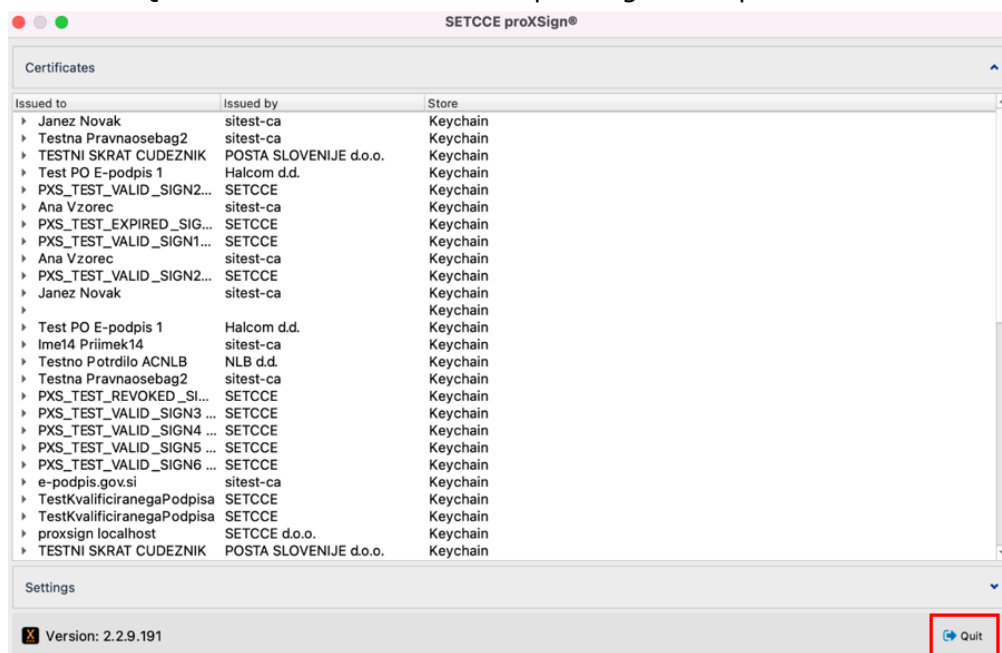 SETCCE proXSign®
Certificates
Issued to Issued by Store
Janez Novak sitest-ca Keychain
Testna Pravnaosebag2 sitest-ca Keychain
TESTNI SKRAT CUDEZNIK POSTA SLOVENIJE d.o.o. Keychain
Test PO E-podpis 1 Halcom d.d. Keychain
PXS_TEST_VALID_SIGN2... SETCCE Keychain
Ana Vzorec sitest-ca Keychain
PXS_TEST_EXPIRED_SIG... SETCCE Keychain
PXS_TEST_VALID_SIGN1... SETCCE Keychain
Ana Vzorec sitest-ca Keychain
PXS_TEST_VALID_SIGN2... SETCCE Keychain
Janez Novak sitest-ca Keychain
Keychain
Test PO E-podpis 1 Halcom d.d. Keychain
Ime14 Priimek14 sitest-ca Keychain
Testno Potrdilo ACNLB NLB d.d. Keychain
Testna Pravnaosebag2 sitest-ca Keychain
PXS_TEST_REVOKED_SI... SETCCE Keychain
PXS_TEST_VALID_SIGN3 ... SETCCE Keychain
PXS_TEST_VALID_SIGN4 ... SETCCE Keychain
PXS_TEST_VALID_SIGN5 ... SETCCE Keychain
PXS_TEST_VALID_SIGN6 ... SETCCE Keychain
e-podpis.gov.si sitest-ca Keychain
TestKvalificiranegaPodpisa SETCCE Keychain
TestKvalificiranegaPodpisa SETCCE Keychain
proxsign localhost SETCCE d.o.o. Keychain
TESTNI SKRAT CUDEZNIK POSTA SLOVENIJE d.o.o. Keychain
Settings
Version: 2.2.9.191 Quit